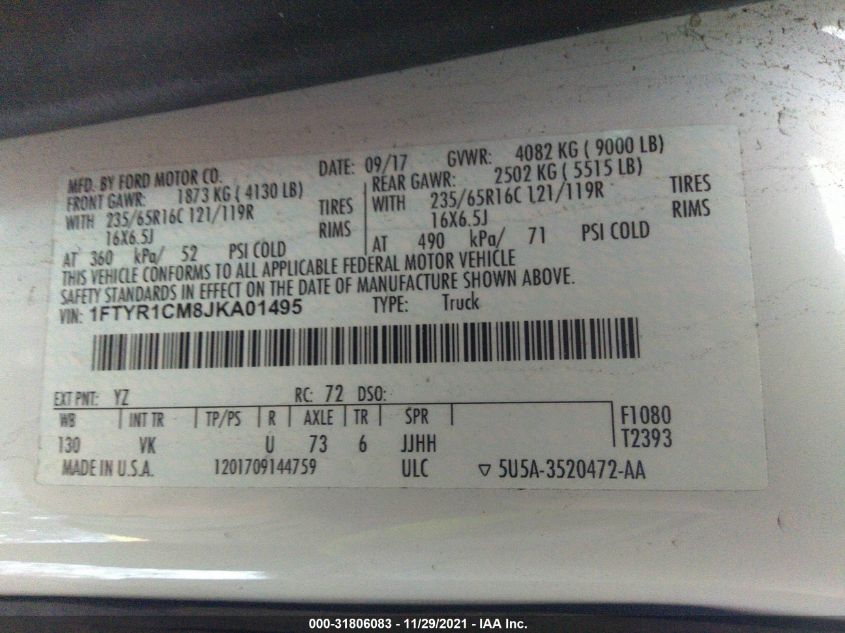 MFD. BY FORD MOTOR CO. DATE: 09/17 GVWR: 4082 KG ( 9000 LB)
FRONT GAWR: 1873 KG ( 4130 LB) REAR GAWR: 2502 KG ( 5515 LB)
WITH 235/65R16C 121/119R TIRES WITH 235/65R16C 121/119R TIRES
16X6.5J RIMS 16X6.5J RIMS
AT 360 kPa/ 52 PSI COLD AT 490 kPa/ 71 PSI COLD
THIS VEHICLE CONFORMS TO ALL APPLICABLE FEDERAL MOTOR VEHICLE
SAFETY STANDARDS IN EFFECT ON THE DATE OF MANUFACTURE SHOWN ABOVE.
VIN: 1FTYR1CM8JKA01495 TYPE: Truck
EXT PNT: YZ RC: 72 DSO:
WB INT TR TP/PS R AXLE TR SPR F1080
130 VK U 73 6 JJHH T2393
MADE IN U.S.A. 1201709144759 ULC ▽ 5U5A-3520472-AA
000-31806083 - 11/29/2021 - IAA Inc.